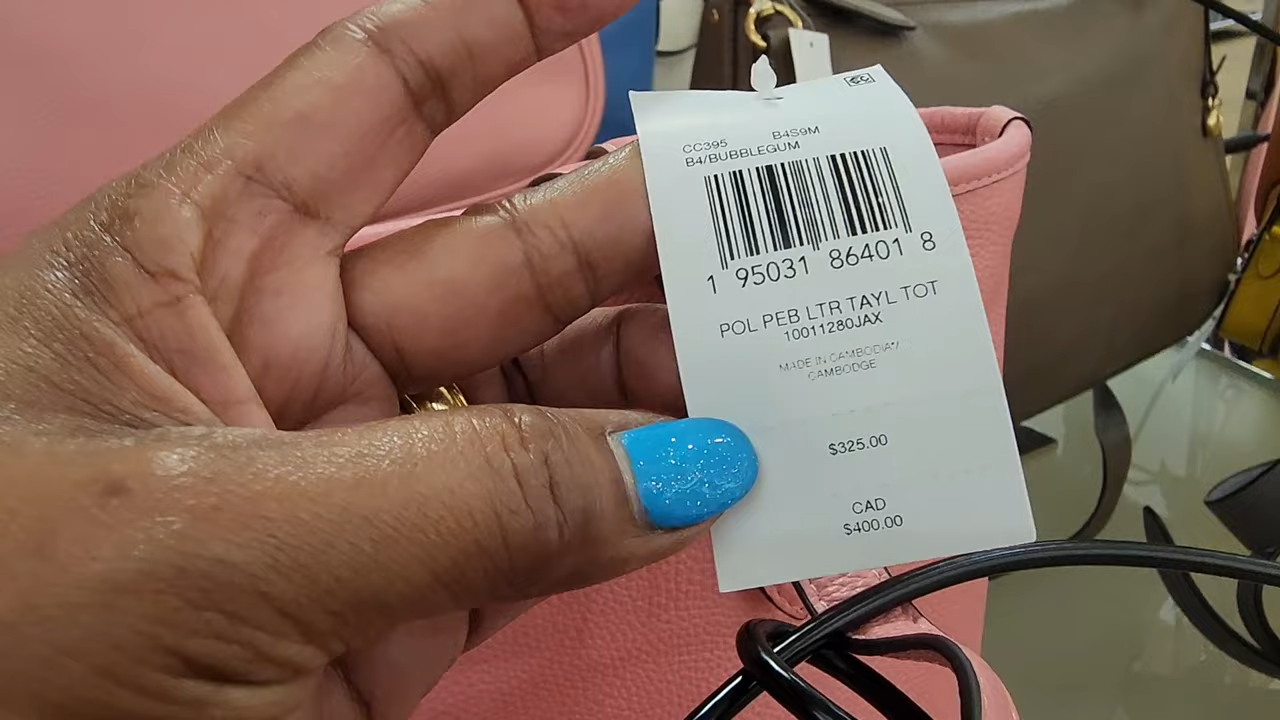 CC395 B4S9M
B4/BUBBLEGUM
1 95031 86401 8
POL PEB LTR TAYL TOT
10011280JAX
MADE IN CAMBODIA*/
CAMBODGE
$325.00
CAD
$400.00